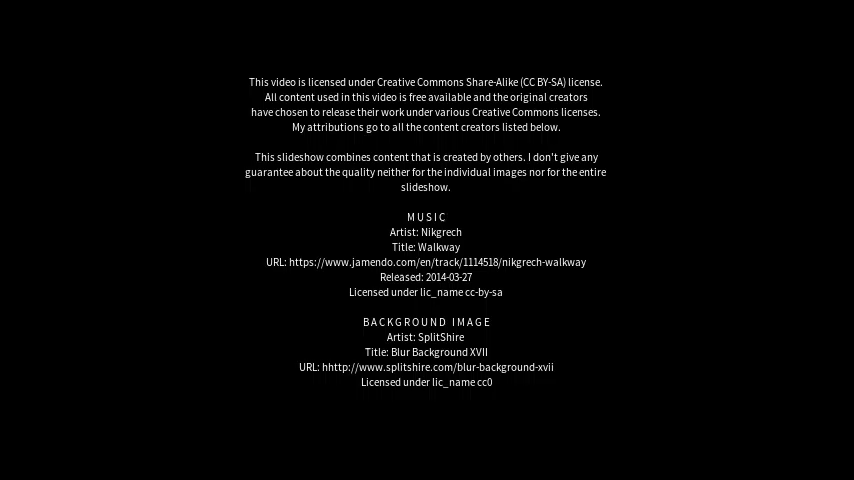 This video is licensed under Creative Commons Share-Alike (CC BY-SA) license.
All content used in this video is free available and the original creators
have chosen to release their work under various Creative Commons licenses.
My attributions go to all the content creators listed below.
This slideshow combines content that is created by others. I don't give any
guarantee about the quality neither for the individual images nor for the entire
slideshow.
M U S I C
Artist: Nikgrech
Title: Walkway
URL: https://www.jamendo.com/en/track/1114518/nikgrech-walkway
Released: 2014-03-27
Licensed under lic_name cc-by-sa
B A C K G R O U N D   I M A G E
Artist: SplitShire
Title: Blur Background XVII
URL: hhttp://www.splitshire.com/blur-background-xvii
Licensed under lic_name cc0